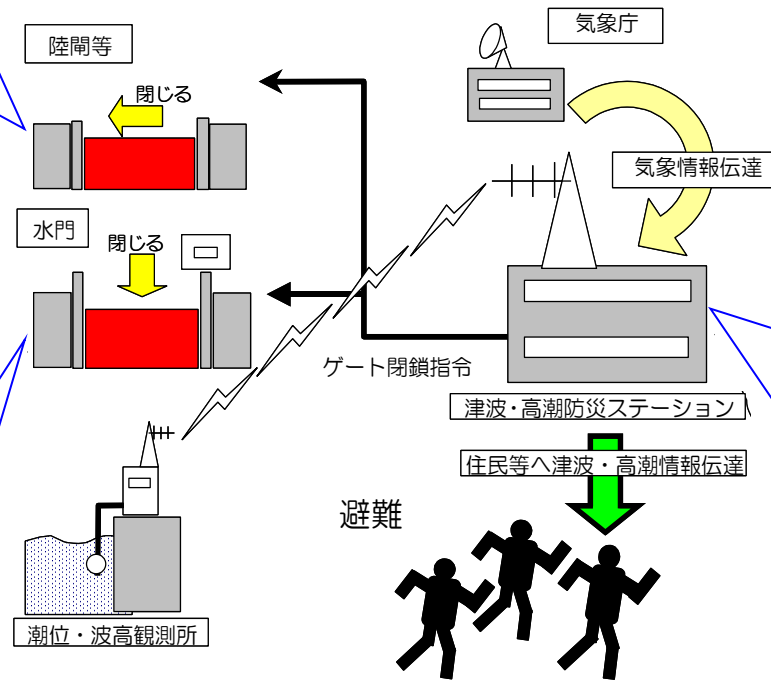 陸閘等
閉じる
気象庁
気象情報伝達
水門
閉じる
ゲート閉鎖指令
津波・高潮防災ステーション
住民等へ津波・高潮情報伝達
避難
潮位・波高観測所